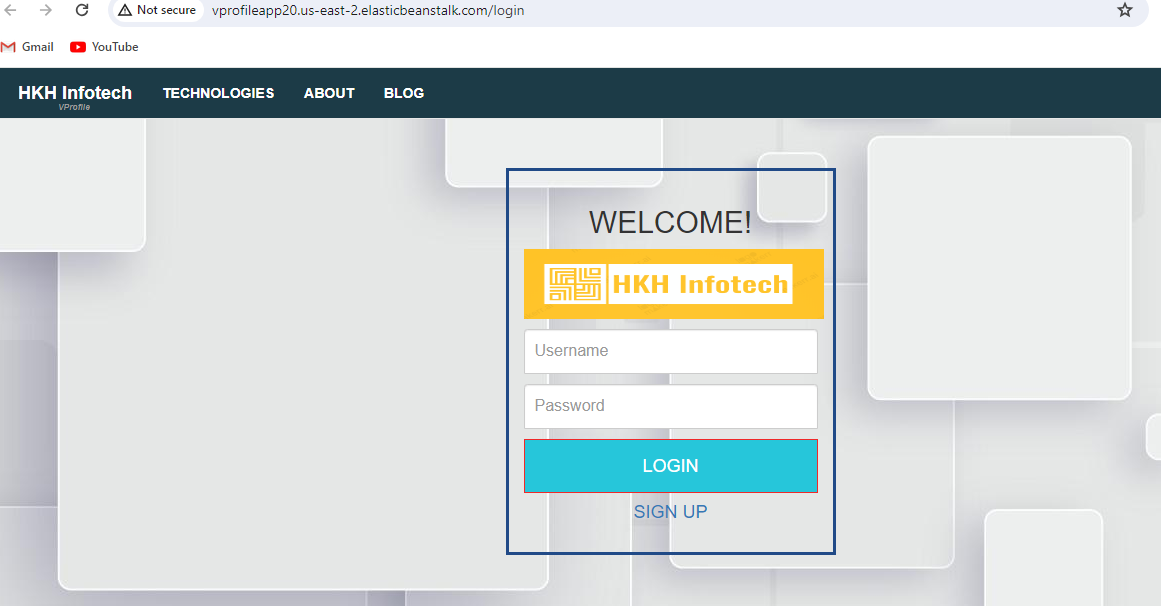 Not secure vprofileapp20.us-east-2.elasticbeanstalk.com/login
Gmail YouTube
HKH Infotech TECHNOLOGIES ABOUT BLOG
VProfile
WELCOME!
HKH Infotech
Username
Password
LOGIN
SIGN UP